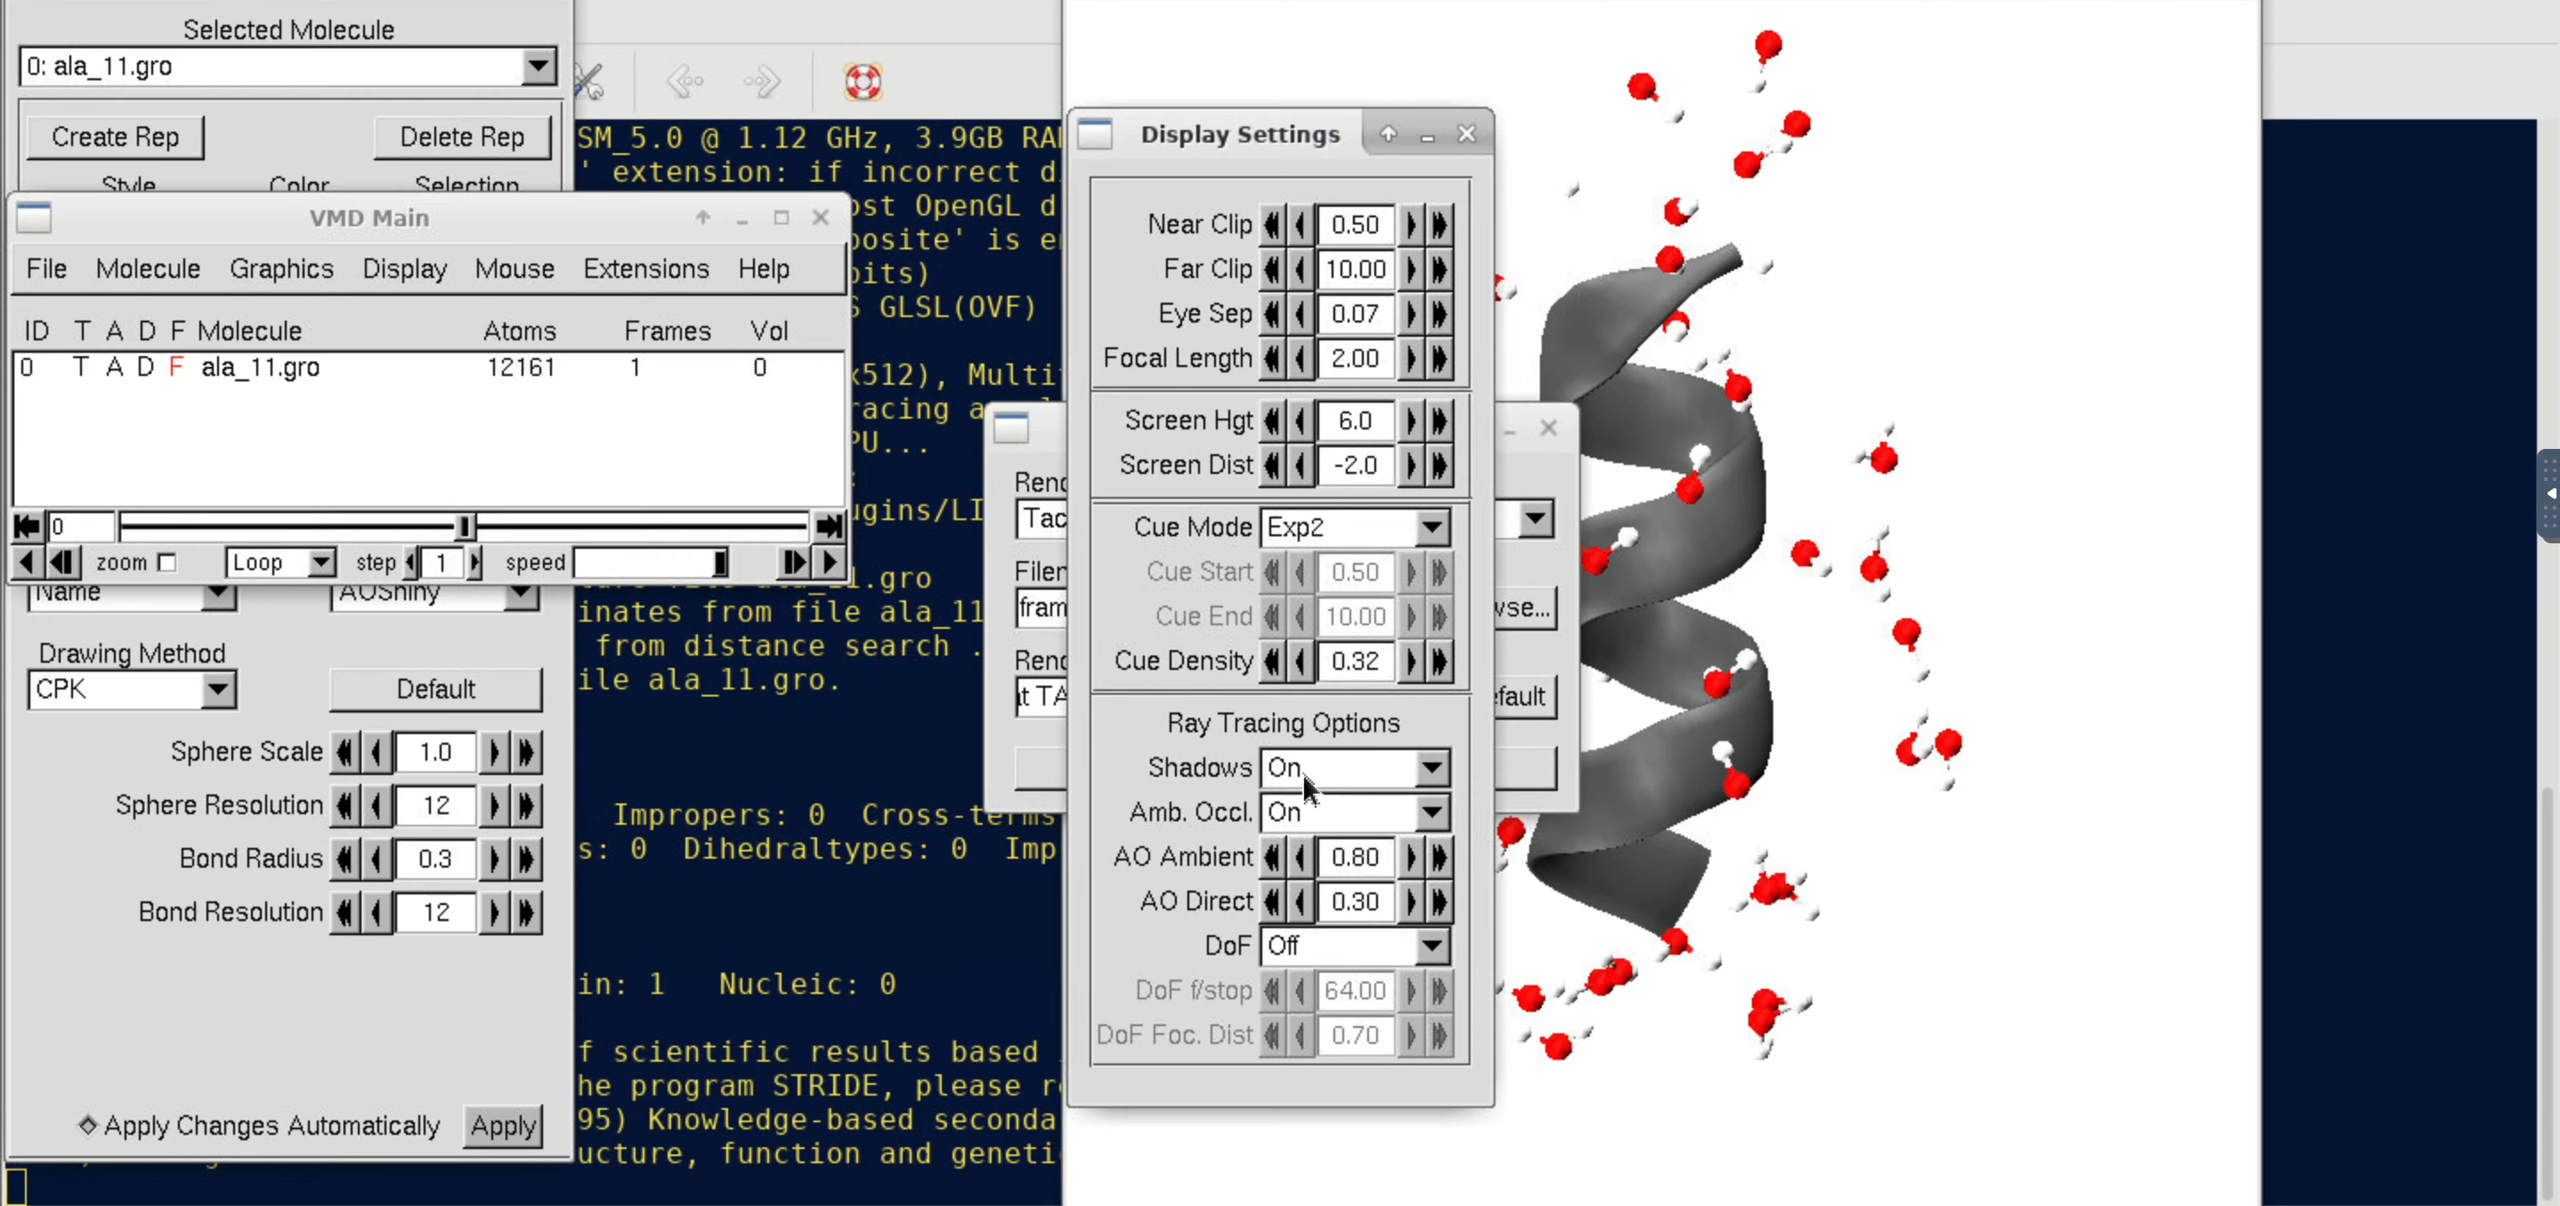 Selected Molecule
0: ala_11.gro
Create Rep
Delete Rep
Style Color Selection
VMD Main
File Molecule Graphics Display Mouse Extensions Help
ID T A D F Molecule Atoms Frames Vol
0 T A D F ala_11.gro 12161 1 0
0
zoom Loop step 1 speed
Name AOShiny
Drawing Method
CPK Default
Sphere Scale 1.0
Sphere Resolution 12
Bond Radius 0.3
Bond Resolution 12
Apply Changes Automatically Apply
SM_5.0 @ 1.12 GHz, 3.9GB RA
' extension: if incorrect d
ost OpenGL d
posite' is e
bits)
GLSL(OVF)
x512), Multi
racing a
PU...
ugins/LI
.gro
inates from file ala_11
from distance search .
ile ala_11.gro.
Impropers: 0 Cross-terms
s: 0 Dihedraltypes: 0 Imp
in: 1 Nucleic: 0
f scientific results based
he program STRIDE, please r
95) Knowledge-based seconda
ucture, function and geneti
Rend
Tac
Filen
fram
wse...
Rend
t TA
efault
Display Settings
Near Clip 0.50
Far Clip 10.00
Eye Sep 0.07
Focal Length 2.00
Screen Hgt 6.0
Screen Dist -2.0
Cue Mode Exp2
Cue Start 0.50
Cue End 10.00
Cue Density 0.32
Ray Tracing Options
Shadows On
Amb. Occl. On
AO Ambient 0.80
AO Direct 0.30
DoF Off
DoF f/stop 64.00
DoF Foc. Dist 0.70